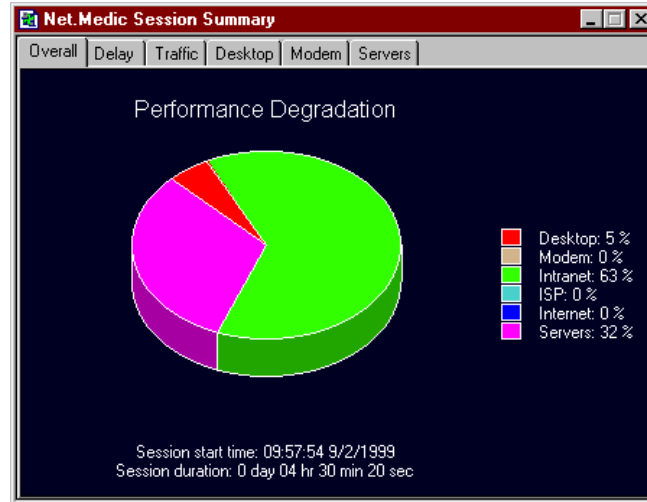 Net.Medic Session Summary
Overall Delay Traffic Desktop Modem Servers
Performance Degradation
Desktop: 5 %
Modem: 0 %
Intranet: 63 %
ISP: 0 %
Internet: 0 %
Servers: 32 %
Session start time: 09:57:54 9/2/1999
Session duration: 0 day 04 hr 30 min 20 sec